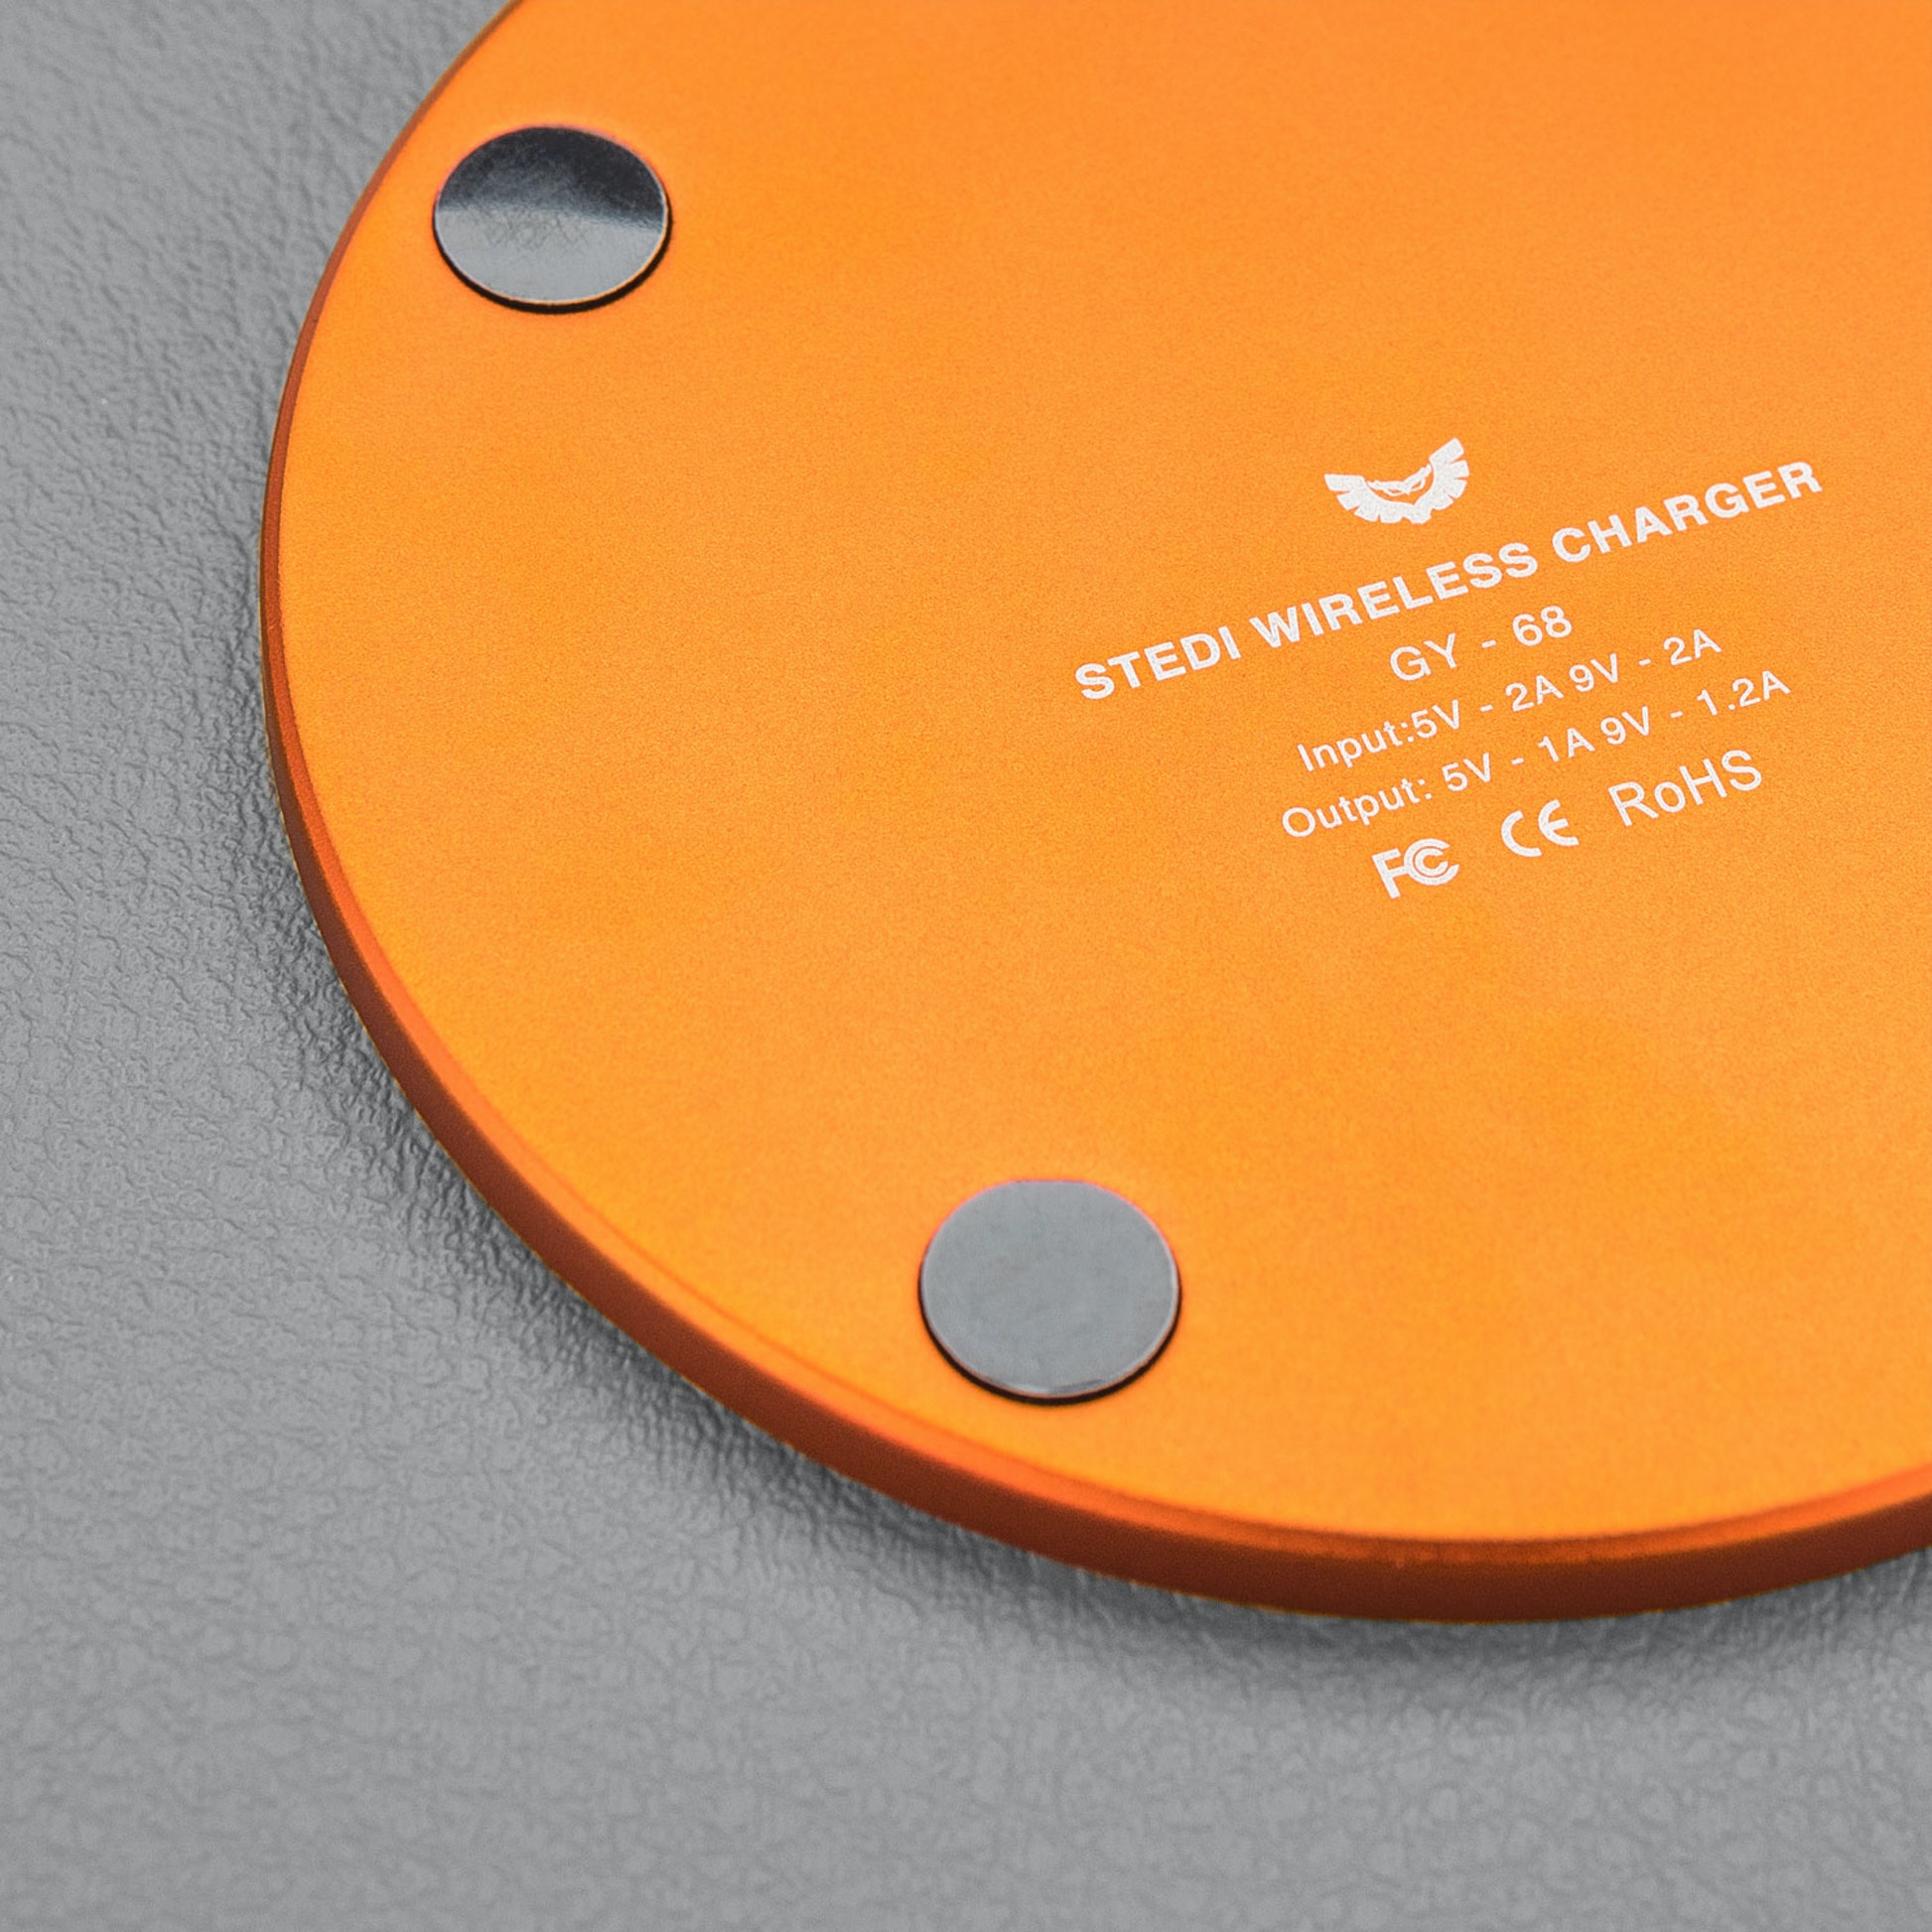 STEDI WIRELESS CHARGER
GY - 68
Input:5V - 2A 9V - 2A
Output: 5V - 1A 9V - 1.2A
FC CE RoHS